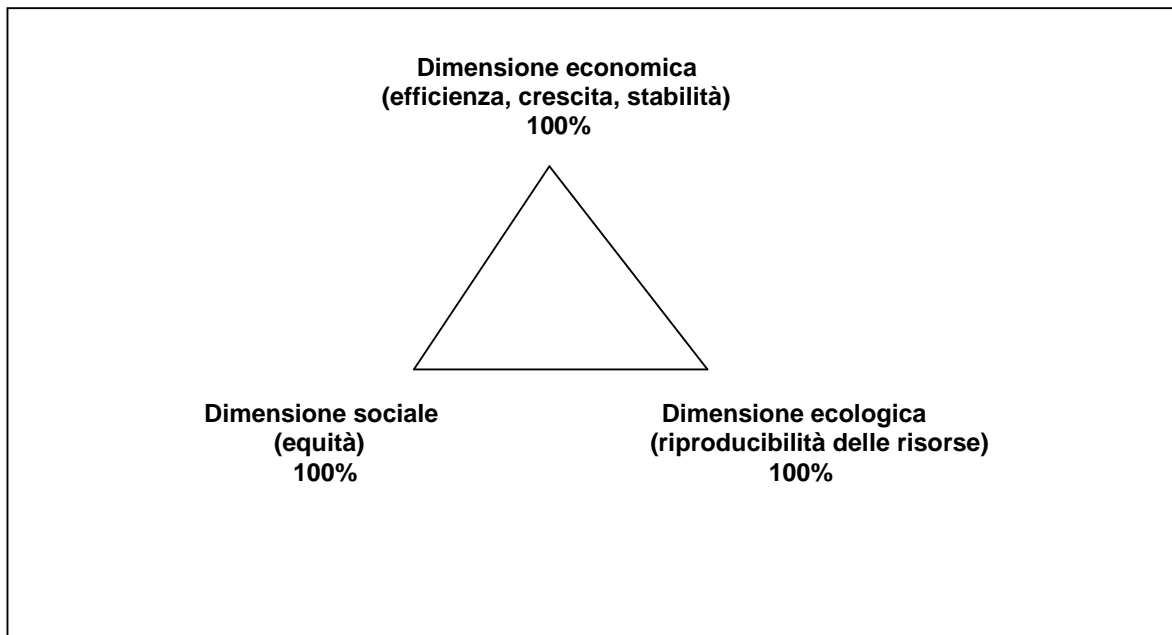 Dimensione economica
(efficienza, crescita, stabilità)
100%
Dimensione sociale
(equità)
100%
Dimensione ecologica
(riproducibilità delle risorse)
100%